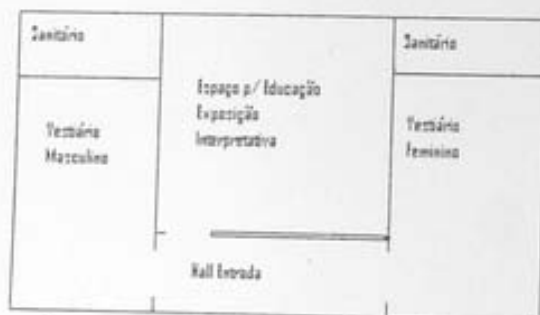 Sanitário
Espaço p/ Educação
Exposição
Interpretativa
Sanitário
Vestiário
Masculino
Vestiário
Feminino
Hall Entrada